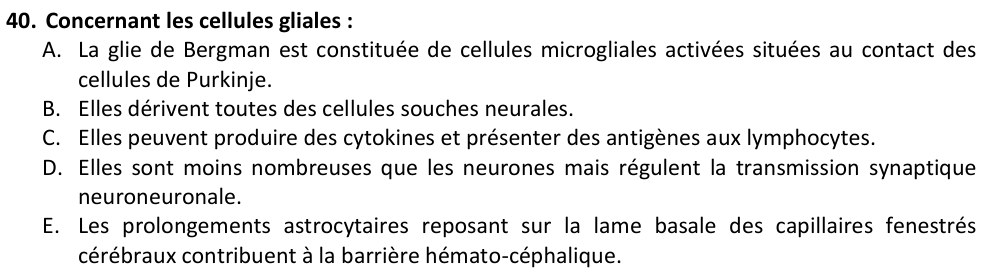 40. Concernant les cellules gliales :
A. La glie de Bergman est constituée de cellules microgliales activées situées au contact des
cellules de Purkinje.
B. Elles dérivent toutes des cellules souches neurales.
C. Elles peuvent produire des cytokines et présenter des antigènes aux lymphocytes.
D. Elles sont moins nombreuses que les neurones mais régulent la transmission synaptique
neuroneuronale.
E. Les prolongements astrocytaires reposant sur la lame basale des capillaires fenestrés
cérébraux contribuent à la barrière hémato-céphalique.